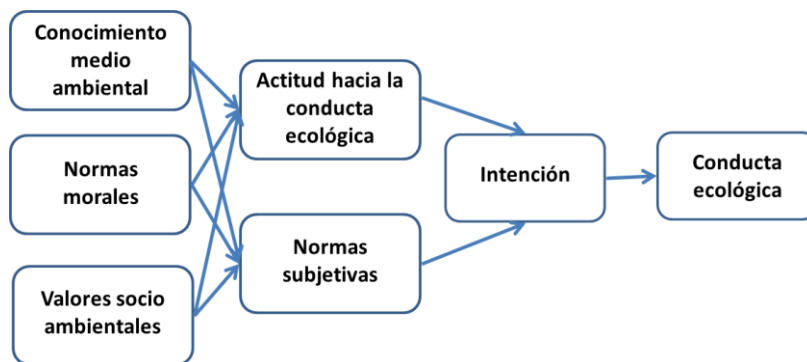 Conocimiento
medio
ambiental
Normas
morales
Valores socio
ambientales
Actitud hacia la
conducta
ecológica
Normas
subjetivas
Intención
Conducta
ecológica